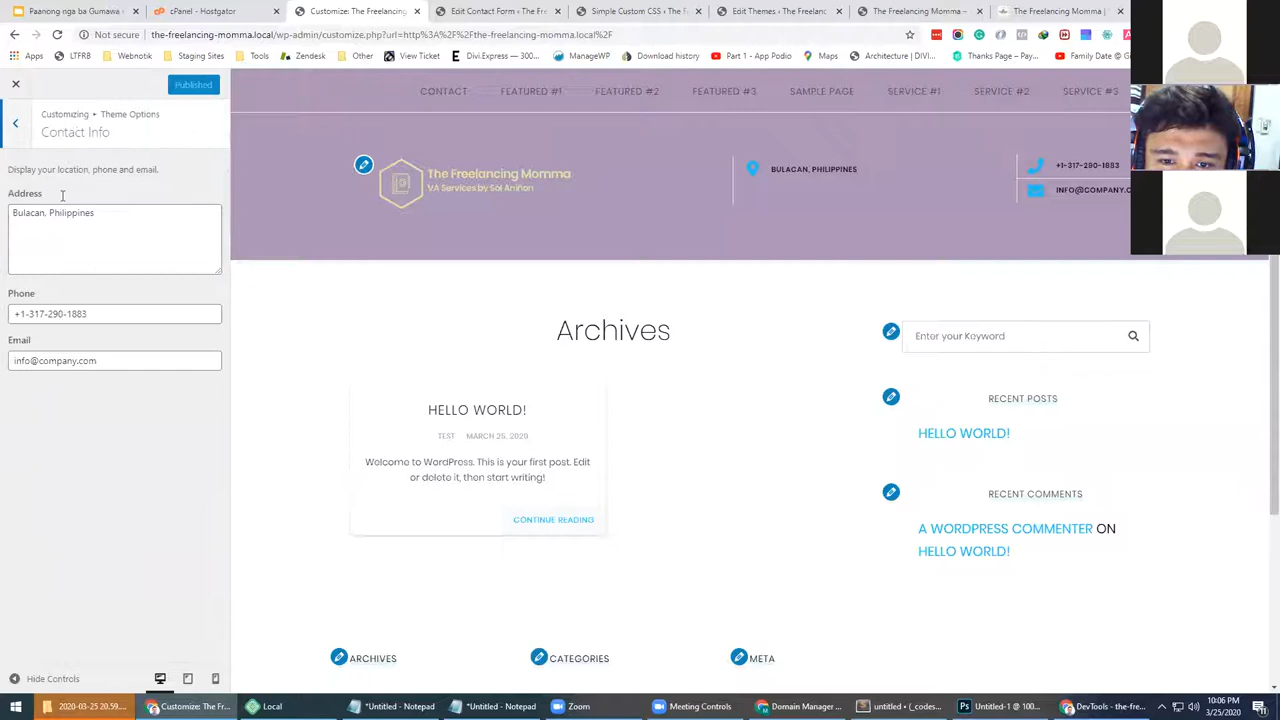 Paanong oag ba Gumawa
cPanel - Hostgator
Customize: The Freelancing
Edit Contact Form
Simple Custom CSS
Edit Themes
The Freelancing Momma
The Freelancing Momma |
Not secure | the-freelancing-momma.local/wp-admin/customize.php?url=http%3A%2F%2Fthe-freelancing-momma.local%2F
Apps
LTFRB
Webnotik
Staging Sites
Tools
Zendesk
View Ticket
Divi.Express — 300...
ManageWP
Download history
Part 1 - App Podio
Maps
Architecture | DIVI...
Thanks Page - Pay...
Family Date @
Published
Customizing • Theme Options
Contact Info
Display your location, phone and email.
Address
Bulacan, Philippines
Phone
+1-317-290-1883
Email
info@company.com
Hide Controls
CONTACT
FEATURED #1
FEATURED #2
FEATURED #3
SAMPLE PAGE
SERVICE #1
SERVICE #2
SERVICE #3
The Freelancing Momma
VA Services by Sol Aniñon
BULACAN, PHILIPPINES
+1-317-290-1883
INFO@COMPANY.C
Archives
Enter your Keyword
HELLO WORLD!
TEST MARCH 25, 2020
Welcome to WordPress. This is your first post. Edit
or delete it, then start writing!
CONTINUE READING
RECENT POSTS
HELLO WORLD!
RECENT COMMENTS
A WORDPRESS COMMENTER ON
HELLO WORLD!
ARCHIVES
CATEGORIES
META
2020-03-25 20.59...
Customize: The Fr...
Local
*Untitled - Notepad
*Untitled - Notepad
Zoom
Meeting Controls
Domain Manager ...
untitled • (_codes...
Untitled-1 @ 100...
DevTools - the-fre...
10:06 PM
3/25/2020